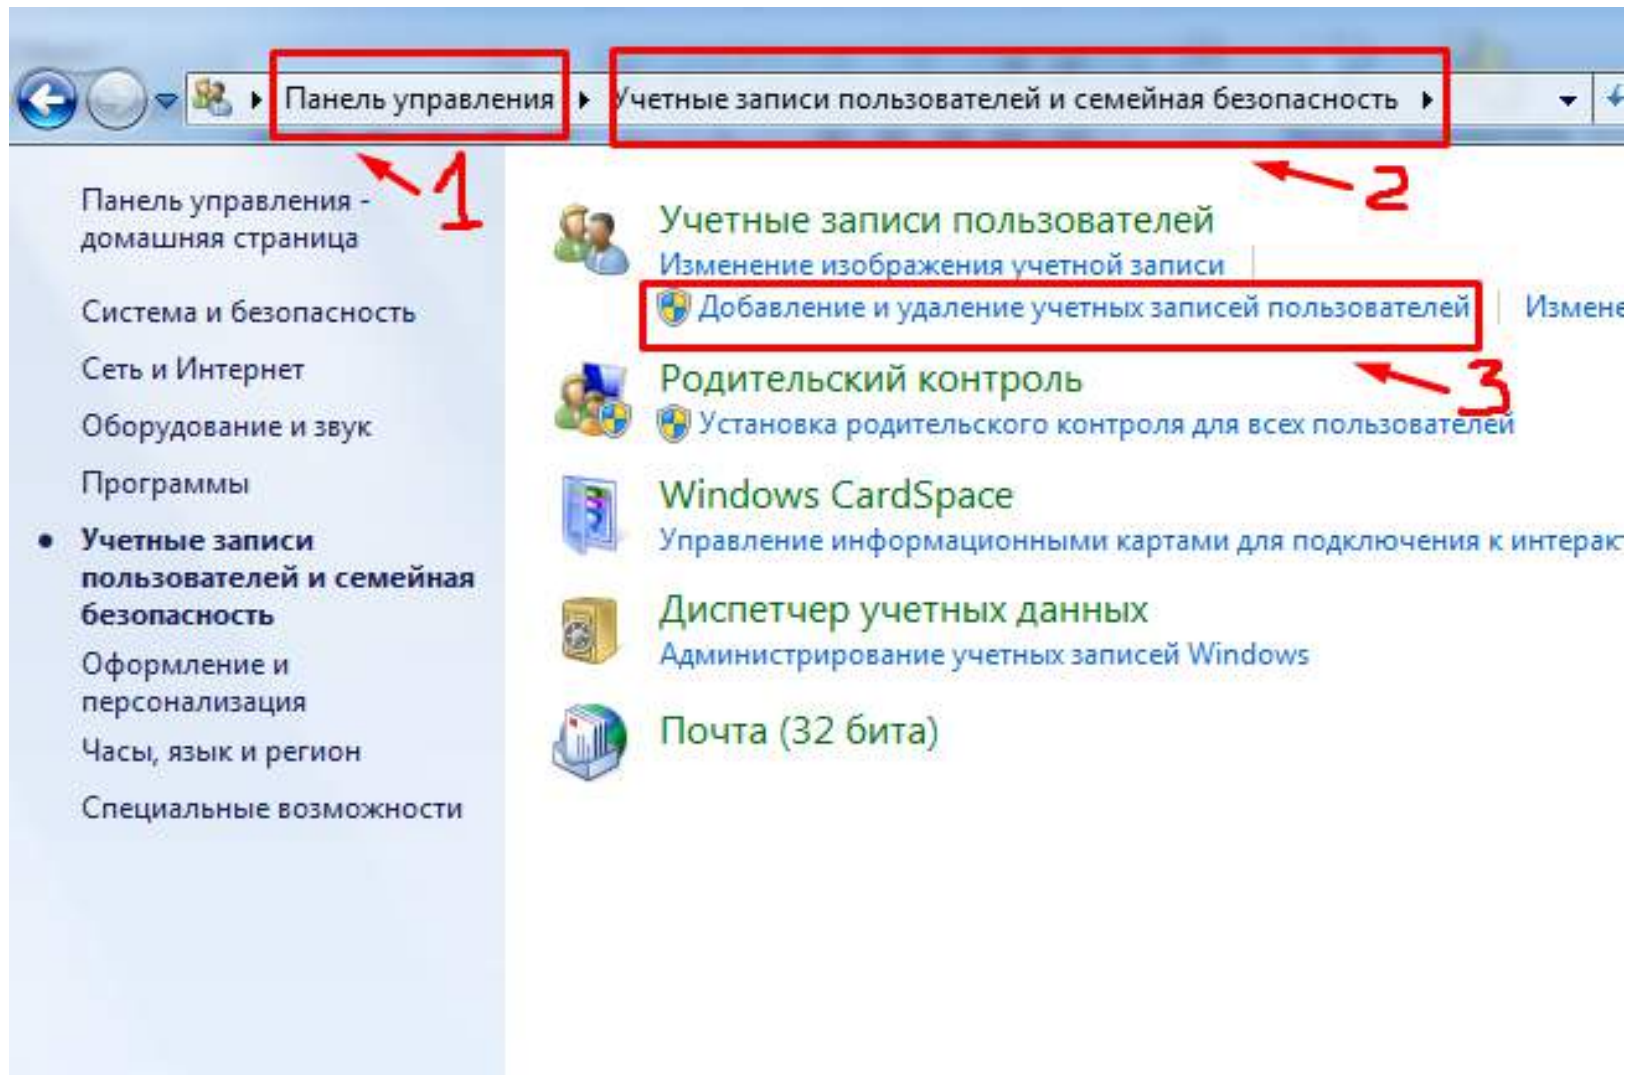 Панель управления Учетные записи пользователей и семейная безопасность
1
2
Панель управления -
домашняя страница
Система и безопасность
Сеть и Интернет
Оборудование и звук
Программы
Учетные записи
пользователей и семейная
безопасность
Оформление и
персонализация
Часы, язык и регион
Специальные возможности
Учетные записи пользователей
Изменение изображения учетной записи
Добавление и удаление учетных записей пользователей
3
Родительский контроль
Установка родительского контроля для всех пользователей
Windows CardSpace
Управление информационными картами для подключения к
Диспетчер учетных данных
Администрирование учетных записей Windows
Почта (32 бита)